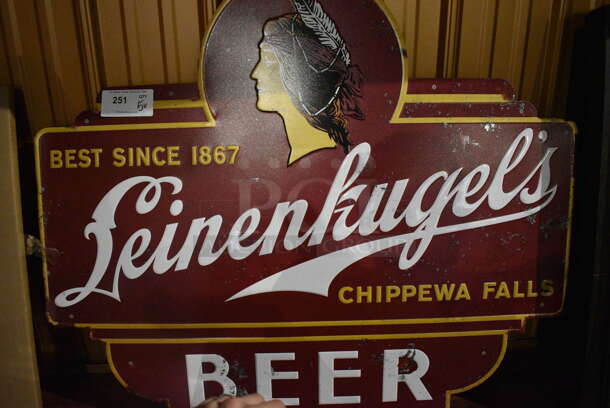 251
BEST SINCE 1867
Leinenkugel's
CHIPPEWA FALLS
BEER